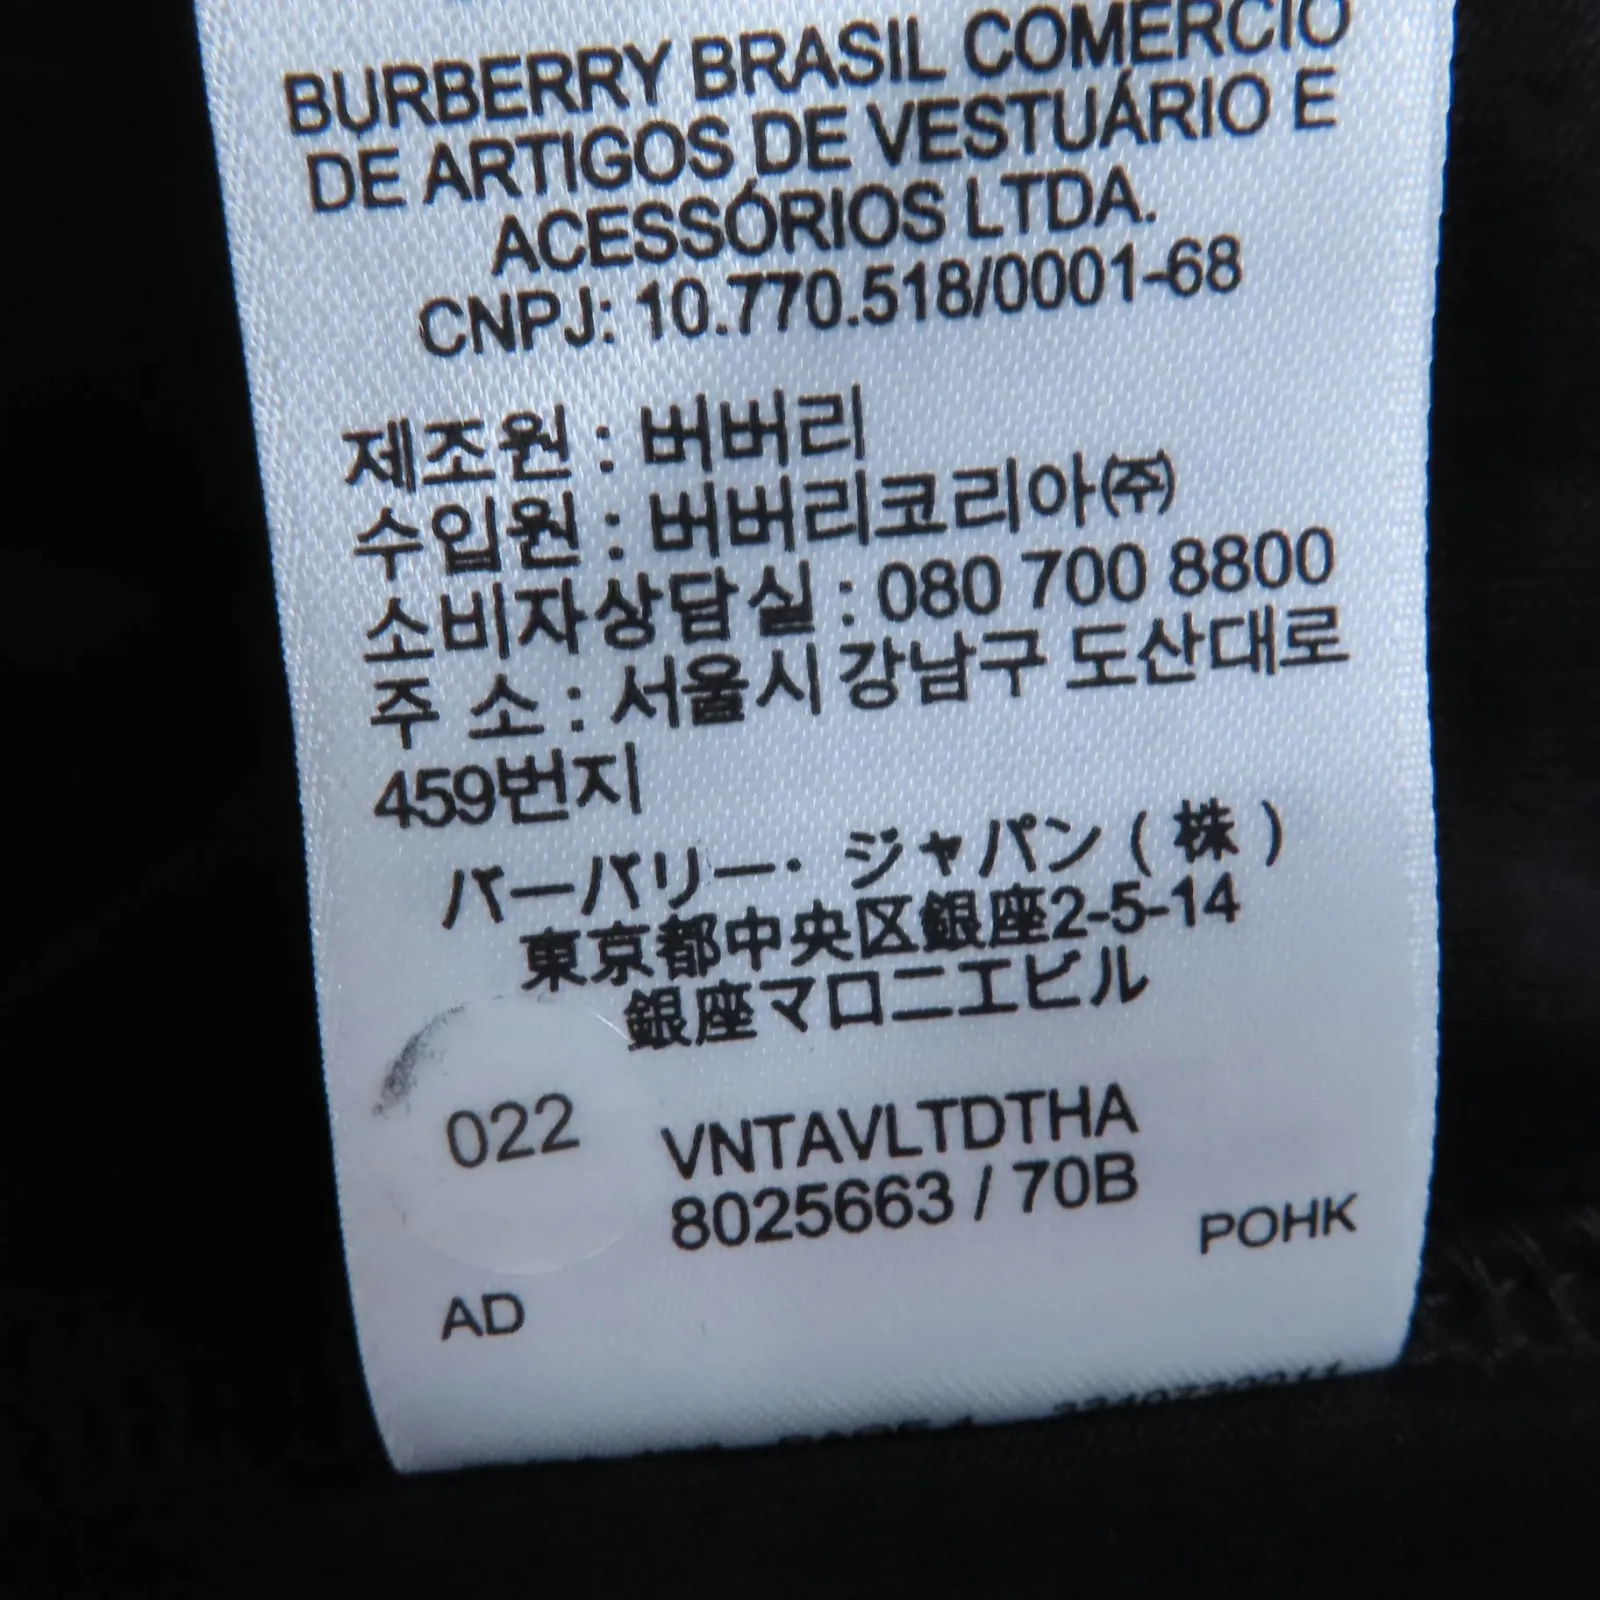 BURBERRY BRASIL COMERCIO
DE ARTIGOS DE VESTUÁRIO E
ACESSÓRIOS LTDA.
CNPJ: 10.770.518/0001-68
제조원 : 버버리
수입원 : 버버리코리아㈜
소비자상담실 : 080 700 8800
주 소 : 서울시 강남구 도산대로
459번지
バーバリー・ジャパン ( 株 )
東京都中央区銀座2-5-14
銀座マロニエビル
022
VNTAVLTDTHA
8025663 / 70B
POHK
AD